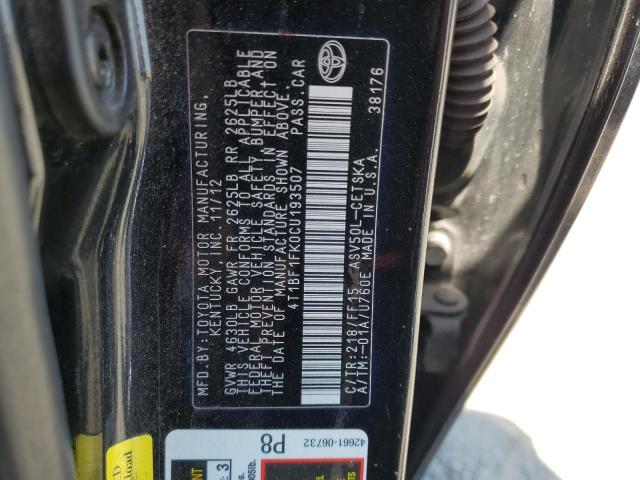 MFD.BY:TOYOTA MOTOR MANUFACTURING,
KENTUCKY, INC. 11/12
GVWR 4630LB GAWR FR 2625LB RR 2625LB
THIS VEHICLE CONFORMS TO ALL APPLICABLE
FEDERAL MOTOR VEHICLE SAFETY, BUMPER, AND
THEFT PREVENTION STANDARDS IN EFFECT ON
THE DATE OF MANUFACTURE SHOWN ABOVE.
4T1BF1FK0CU193507 PASS.CAR
C/TR:218/FF15 ASV50L-CETSKA
A/TM:-01A/U760E MADE IN U.S.A. 38176
42661-06732
P8
3